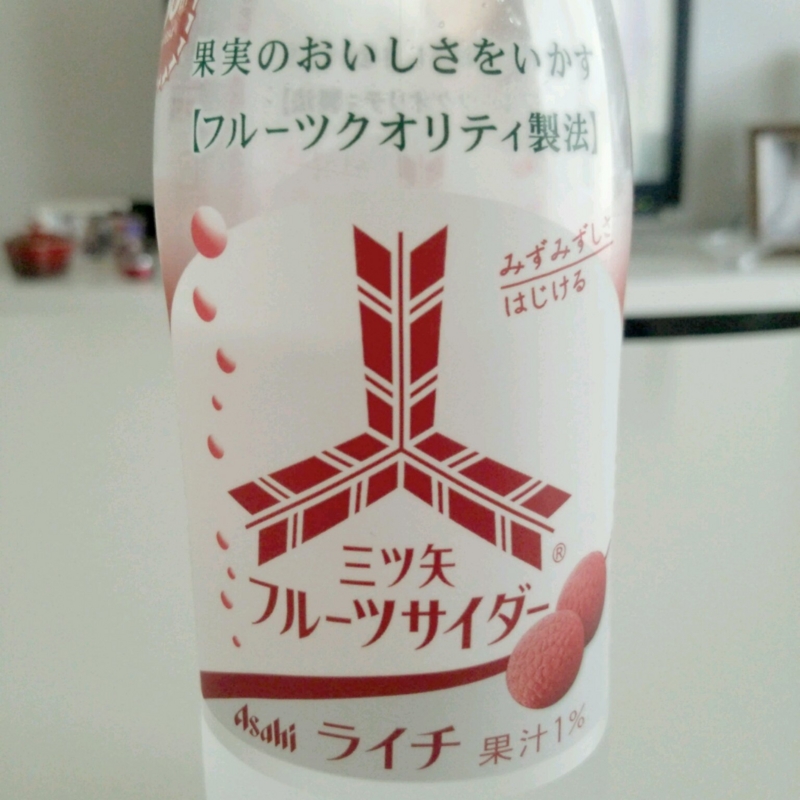 果実のおいしさをいかす
【フルーツクオリティ製法】
みずみずしさ
はじける
三ツ矢
®
フルーツサイダー
Asahi ライチ 果汁1%